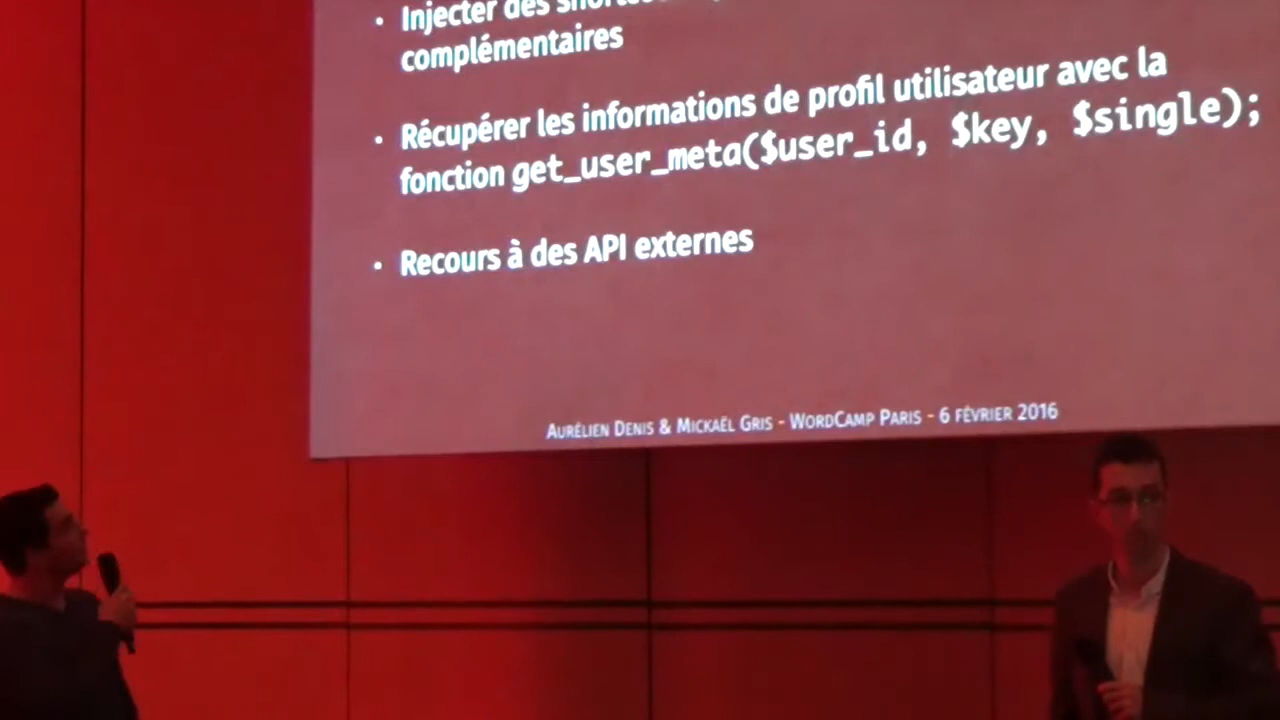 • Injecter des
complémentaires
• Récupérer les informations de profil utilisateur avec la
fonction get_user_meta($user_id, $key, $single);
• Recours à des API externes
AURÉLIEN DENIS & MICKAËL GRIS - WORDCAMP PARIS - 6 FÉVRIER 2016